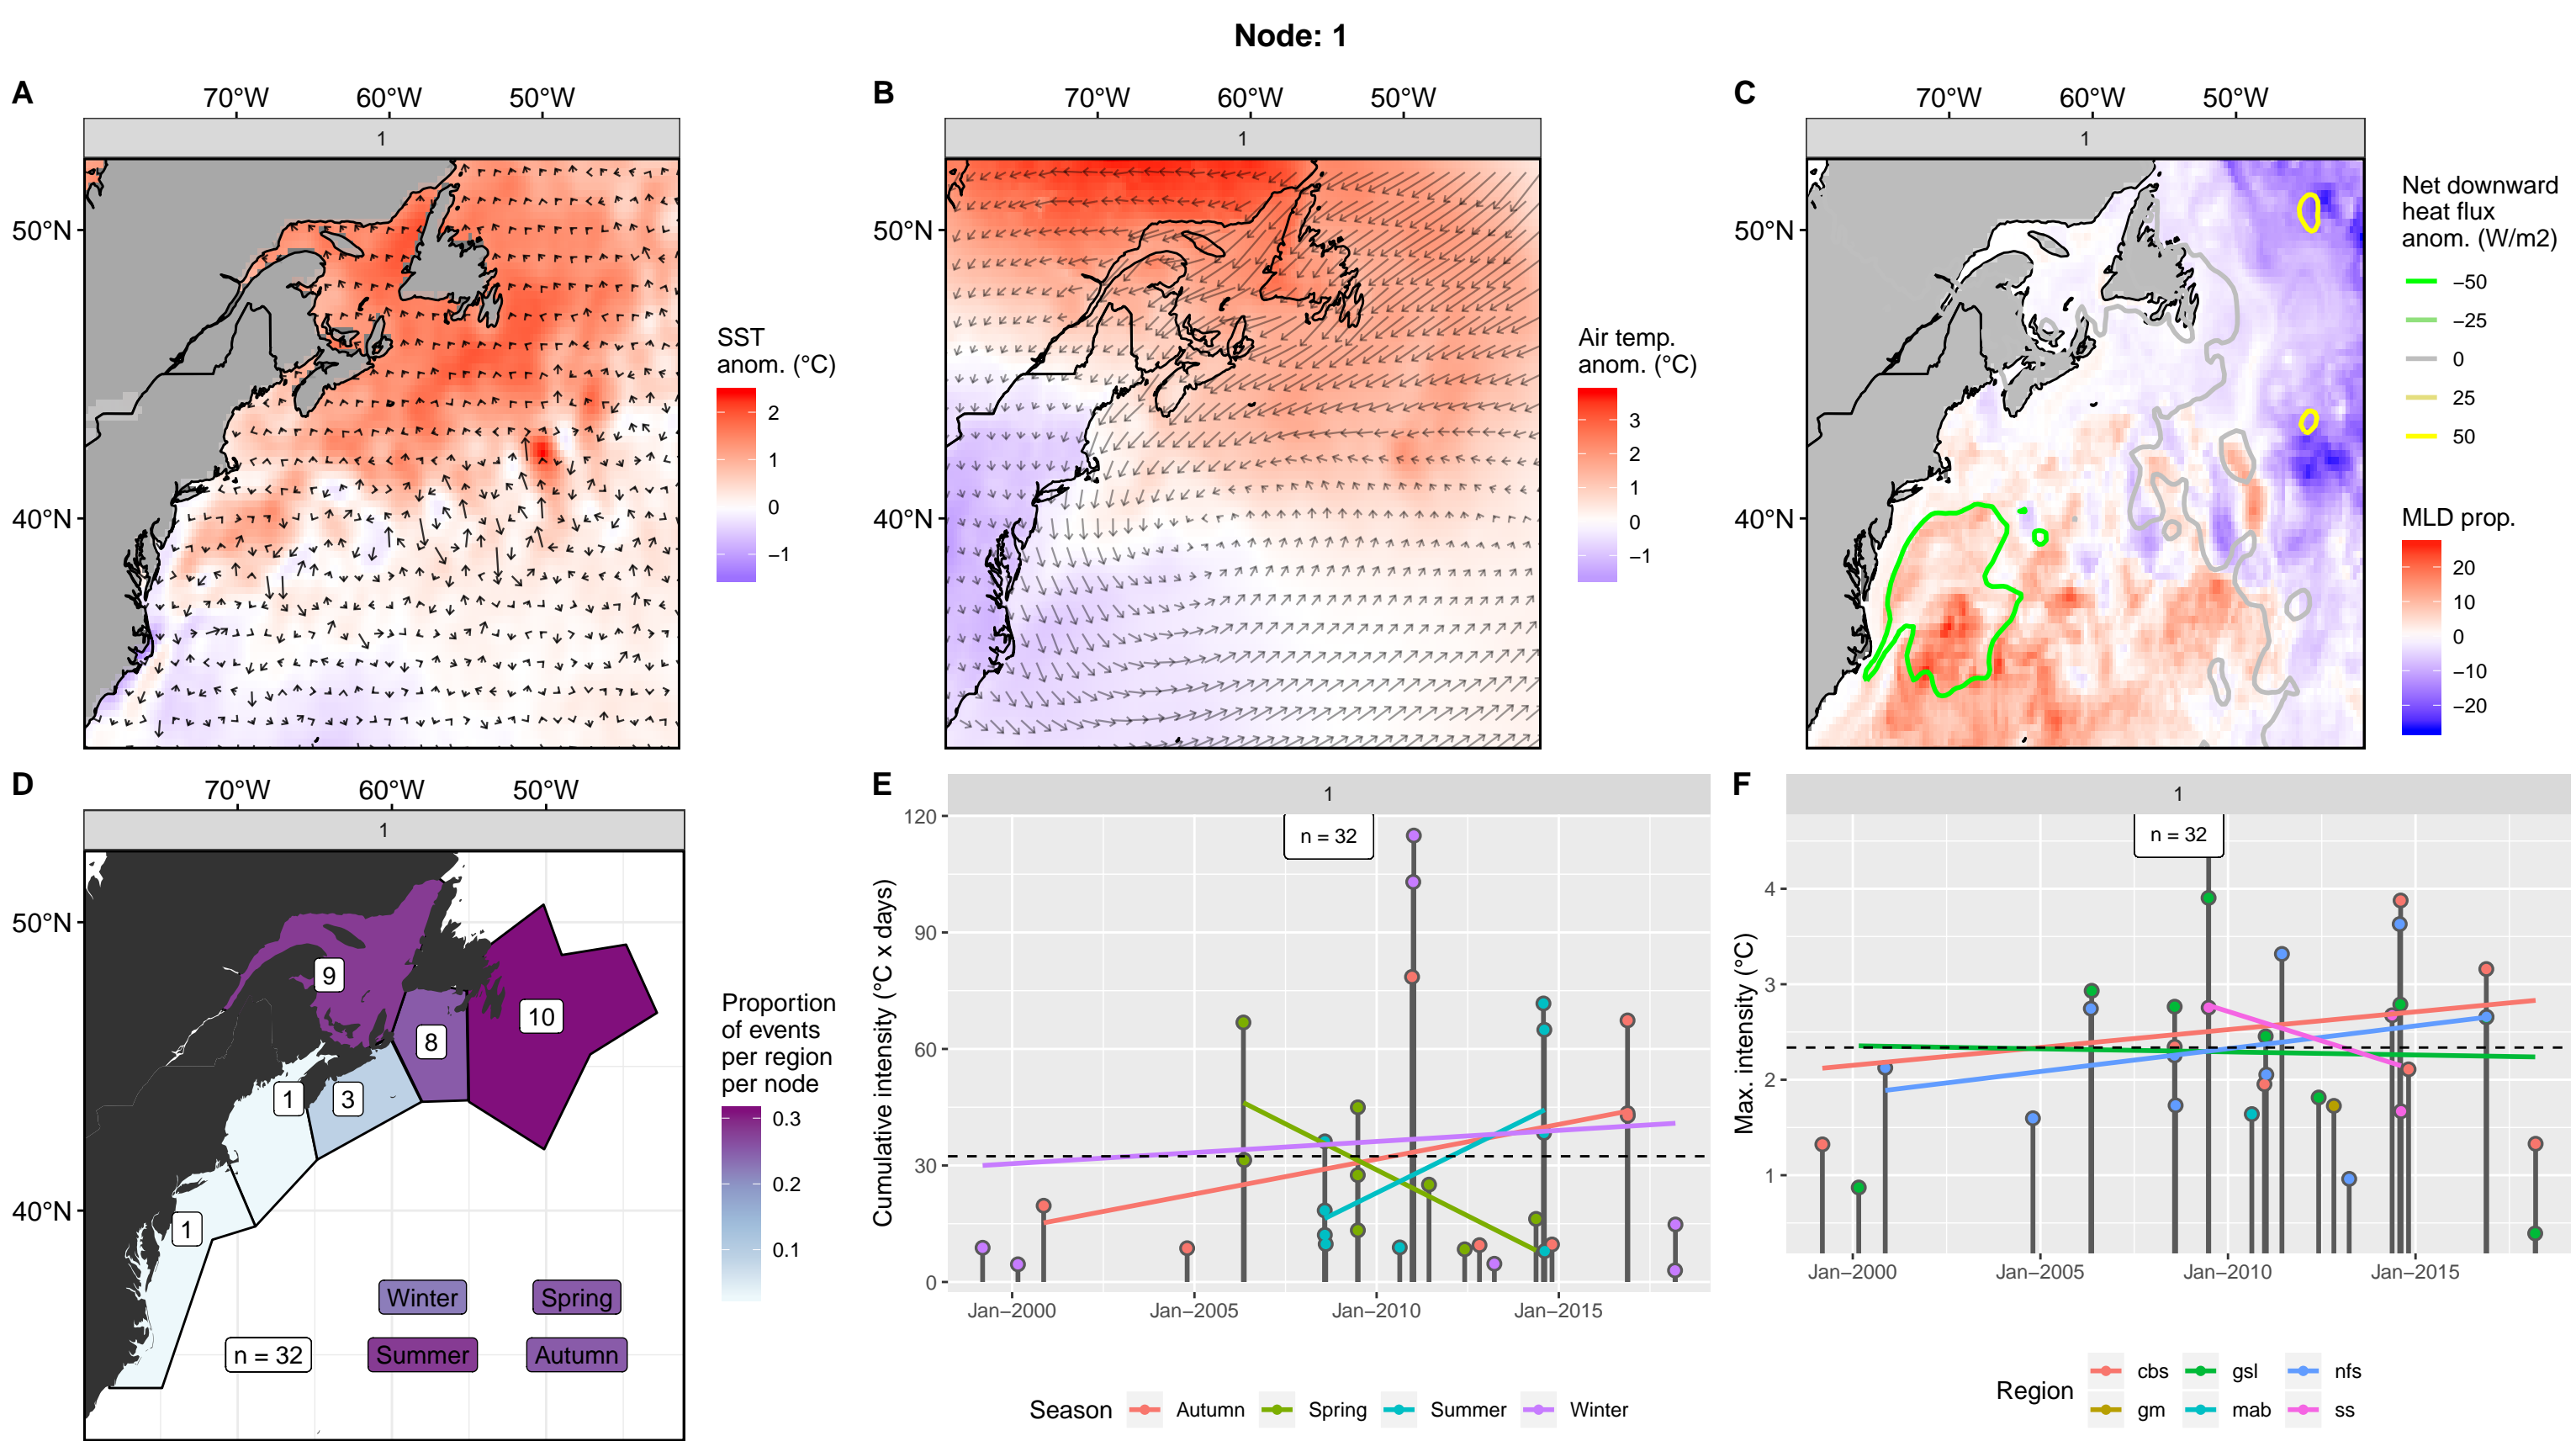 Node: 1
A
70°W 60°W 50°W
1
50°N
40°N
SST
anom. (°C)
2
1
0
−1
B
70°W 60°W 50°W
1
50°N
40°N
Air temp.
anom. (°C)
3
2
1
0
−1
C
70°W 60°W 50°W
1
50°N
40°N
Net downward
heat flux
anom. (W/m2)
−50
−25
0
25
50
MLD prop.
20
10
0
−10
−20
D
70°W 60°W 50°W
1
50°N
40°N
9
10
8
1
3
1
Winter
Spring
n = 32
Summer
Autumn
Proportion
of events
per region
per node
0.3
0.2
0.1
E
1
n = 32
Cumulative intensity (°C x days)
120
90
60
30
0
Jan−2000 Jan−2005 Jan−2010 Jan−2015
Season Autumn Spring Summer Winter
F
1
n = 32
Max. intensity (°C)
4
3
2
1
Jan−2000 Jan−2005 Jan−2010 Jan−2015
Region
cbs gsl nfs
gm mab ss